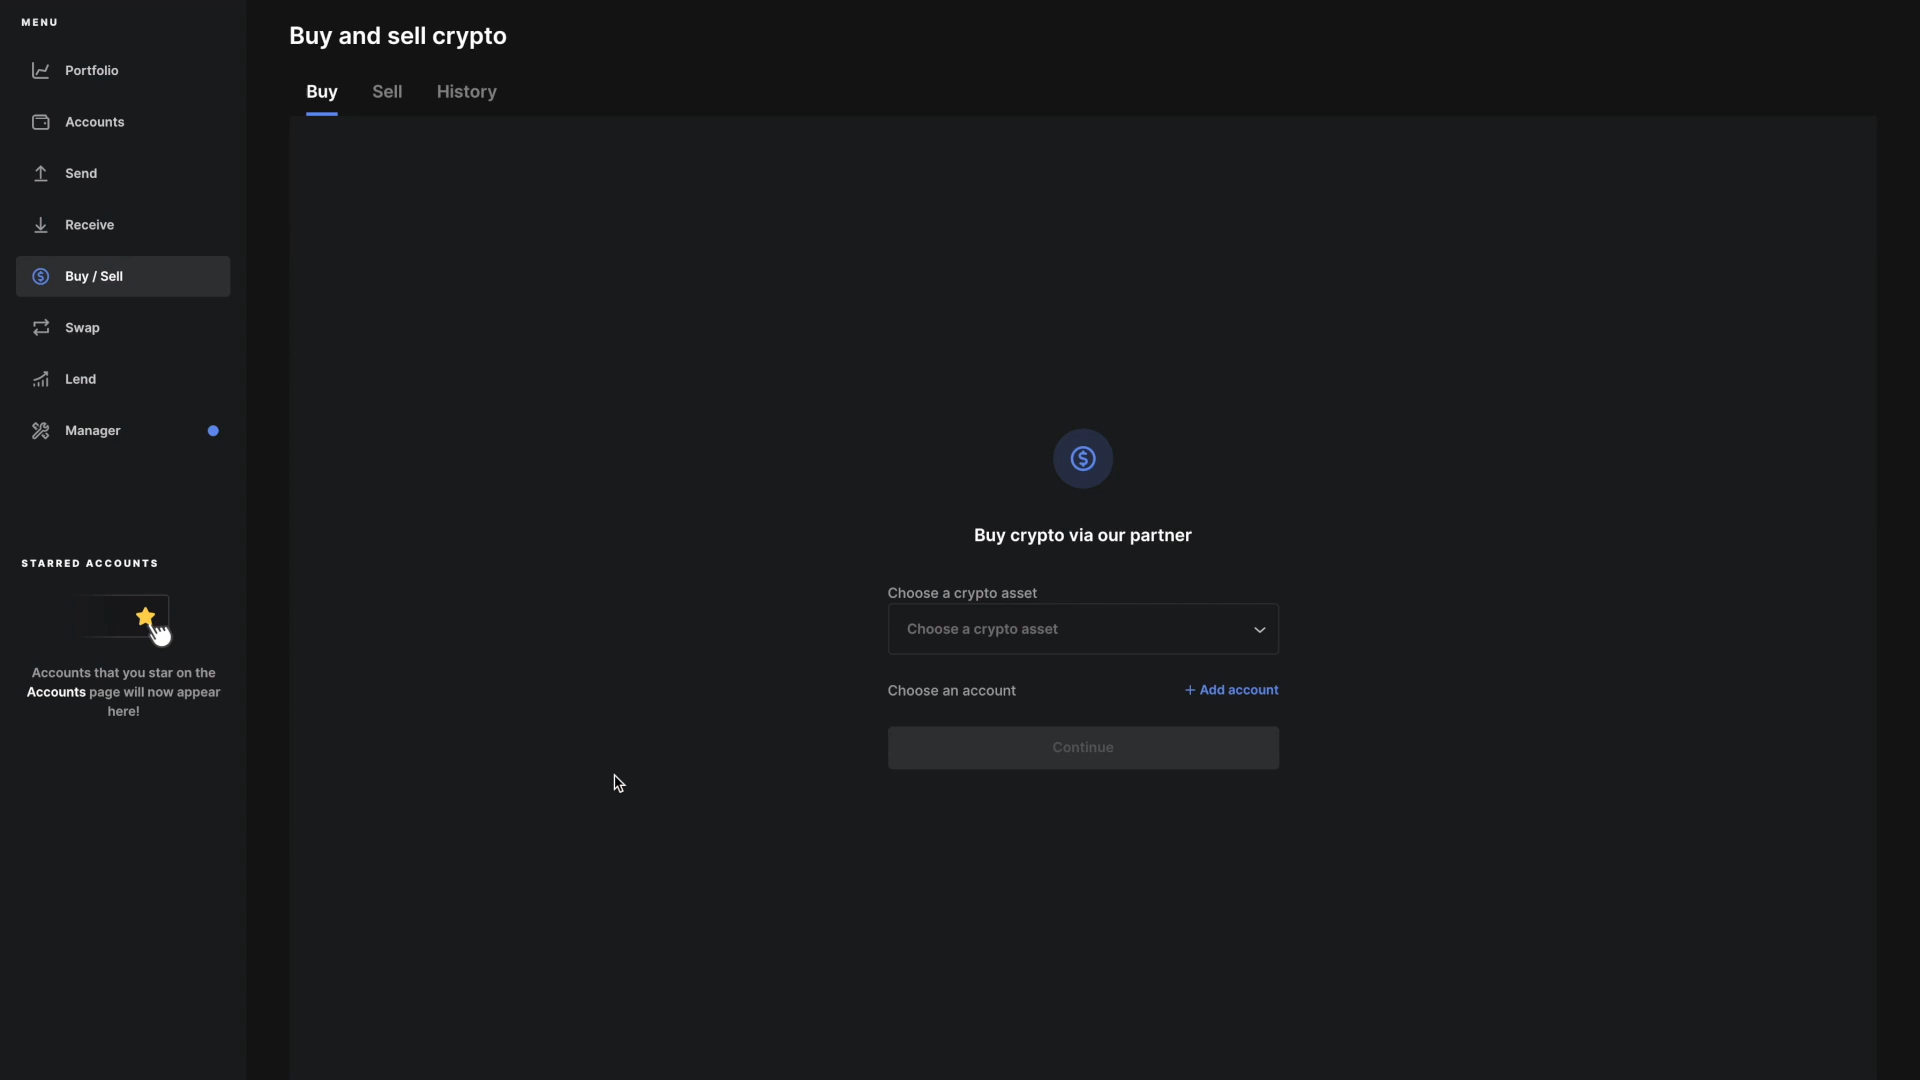 MENU
Portfolio
Accounts
Send
Receive
Buy / Sell
Swap
Lend
Manager
STARRED ACCOUNTS
Accounts that you star on the
Accounts page will now appear
here!
Buy and sell crypto
Buy
Sell
History
Buy crypto via our partner
Choose a crypto asset
Choose a crypto asset
Choose an account
+ Add account
Continue